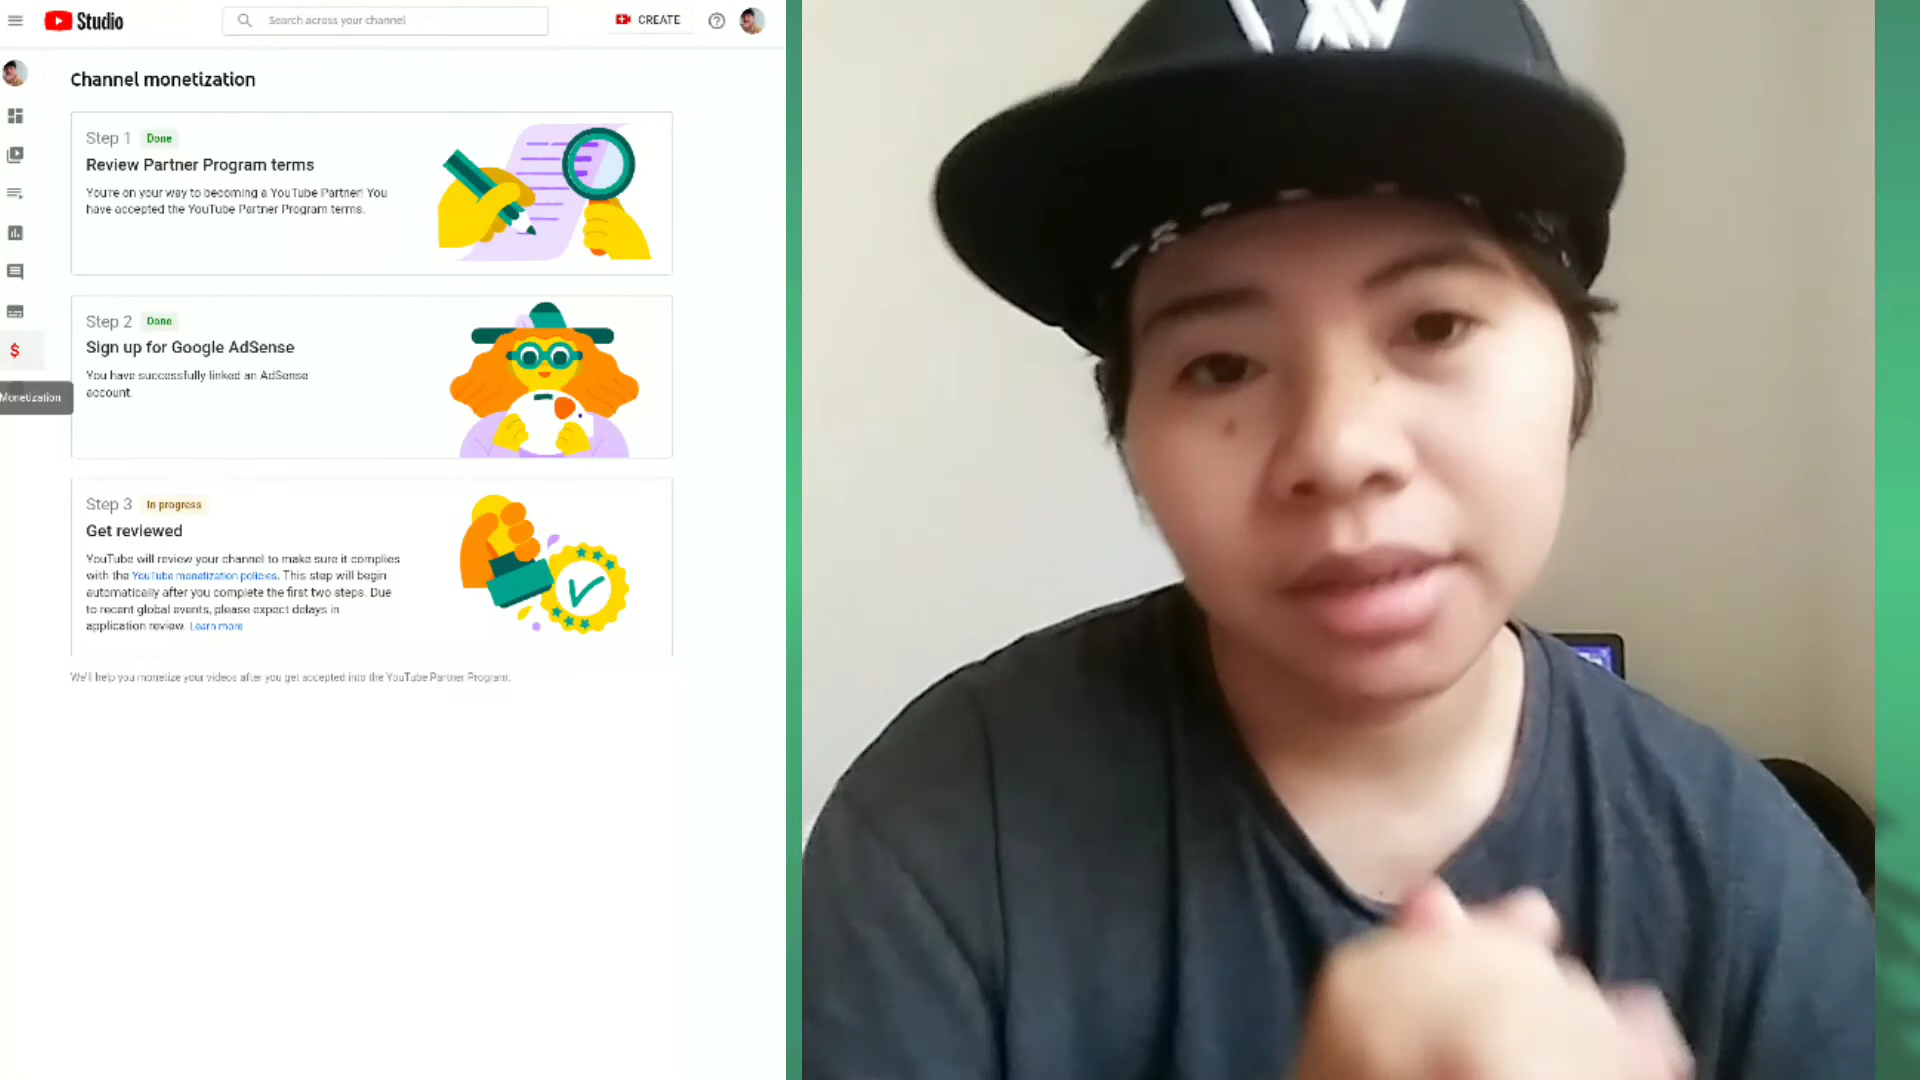 Studio
Search across your channel
CREATE
Channel monetization
Step 1 Done
Review Partner Program terms
You're on your way to becoming a YouTube Partner! You
have accepted the YouTube Partner Program terms.
Step 2 Done
Sign up for Google AdSense
You have successfully linked an AdSense
account.
Monetization
Step 3 In progress
Get reviewed
YouTube will review your channel to make sure it complies
with the YouTube monetization policies. This step will begin
automatically after you complete the first two steps. Due
to recent global events, please expect delays in
application review. Learn more
We'll help you monetize your videos after you get accepted into the YouTube Partner Program.